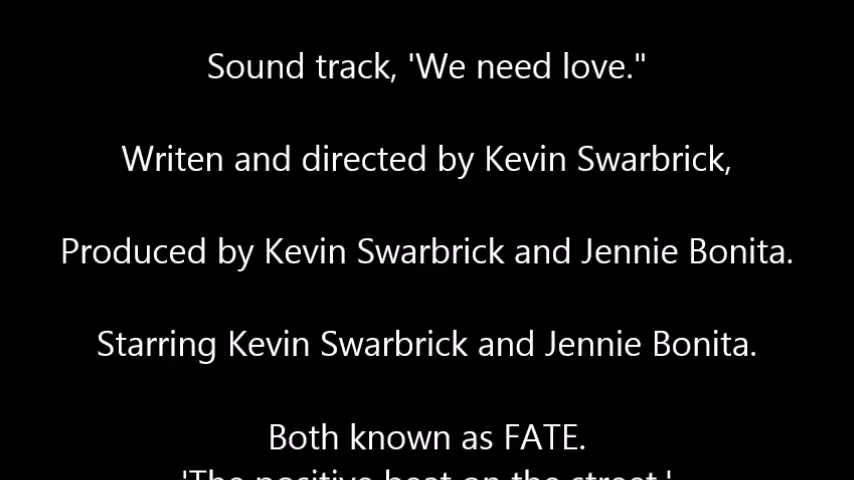 Sound track, 'We need love."
Writen and directed by Kevin Swarbrick,
Produced by Kevin Swarbrick and Jennie Bonita.
Starring Kevin Swarbrick and Jennie Bonita.
Both known as FATE.
'The positive beat on the street.'